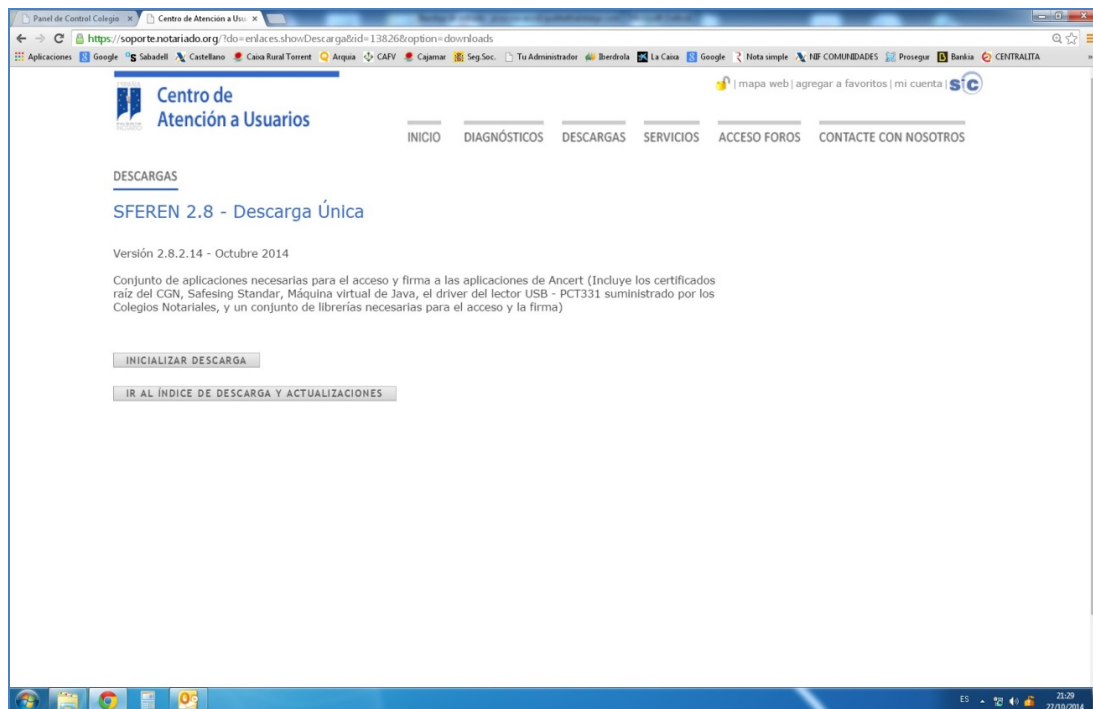 Panel de Control Colegio
Centro de Atención a Usu
https://soporte.notariado.org/?do=enlaces.showDescarga&id=13826&option=downloads
Aplicaciones Google Sabadell Castellano Caixa Rural Torrent Arquia CAFV Cajamar Seg.Soc. Tu Administrador Iberdrola La Caixa Google Nota simple NIF COMUNIDADES Prosegur Bankia CENTRALITA »
Centro de
Atención a Usuarios
| mapa web | agregar a favoritos | mi cuenta | SiC
INICIO DIAGNÓSTICOS DESCARGAS SERVICIOS ACCESO FOROS CONTACTE CON NOSOTROS
DESCARGAS
SFEREN 2.8 - Descarga Única
Versión 2.8.2.14 - Octubre 2014
Conjunto de aplicaciones necesarias para el acceso y firma a las aplicaciones de Ancert (Incluye los certificados
raíz del CGN, Safesing Standar, Máquina virtual de Java, el driver del lector USB - PCT331 suministrado por los
Colegios Notariales, y un conjunto de librerías necesarias para el acceso y la firma)
INICIALIZAR DESCARGA
IR AL ÍNDICE DE DESCARGA Y ACTUALIZACIONES
ES
21:29
27/10/2014